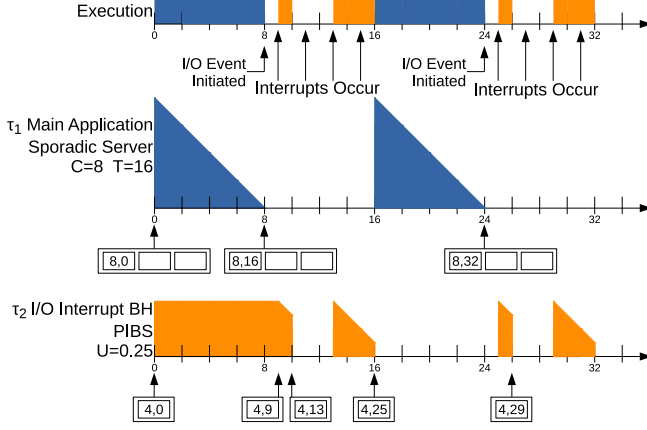 Execution
0 8 16 24 32
I/O Event
Initiated
Interrupts Occur
I/O Event
Initiated
Interrupts Occur
τ1 Main Application
Sporadic Server
C=8 T=16
0 8 16 24 32
8,0
8,16
8,32
τ2 I/O Interrupt BH
PIBS
U=0.25
0 8 16 24 32
4,0
4,9
4,13
4,25
4,29